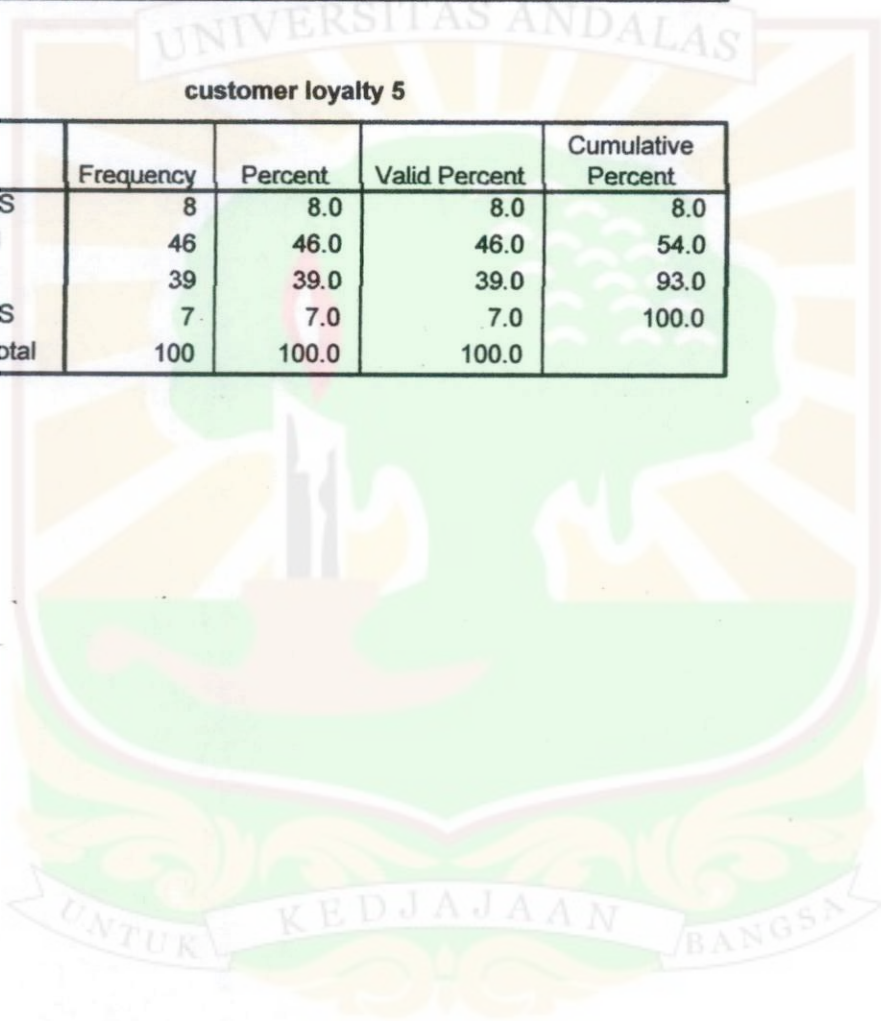 UNIVERSITAS ANDALAS
customer loyalty 5
Frequency Percent Valid Percent Cumulative Percent
S 8 8.0 8.0 8.0
46 46.0 46.0 54.0
39 39.0 39.0 93.0
S 7 7.0 7.0 100.0
otal 100 100.0 100.0
UNTUK KEDJAJAAN BANGSA